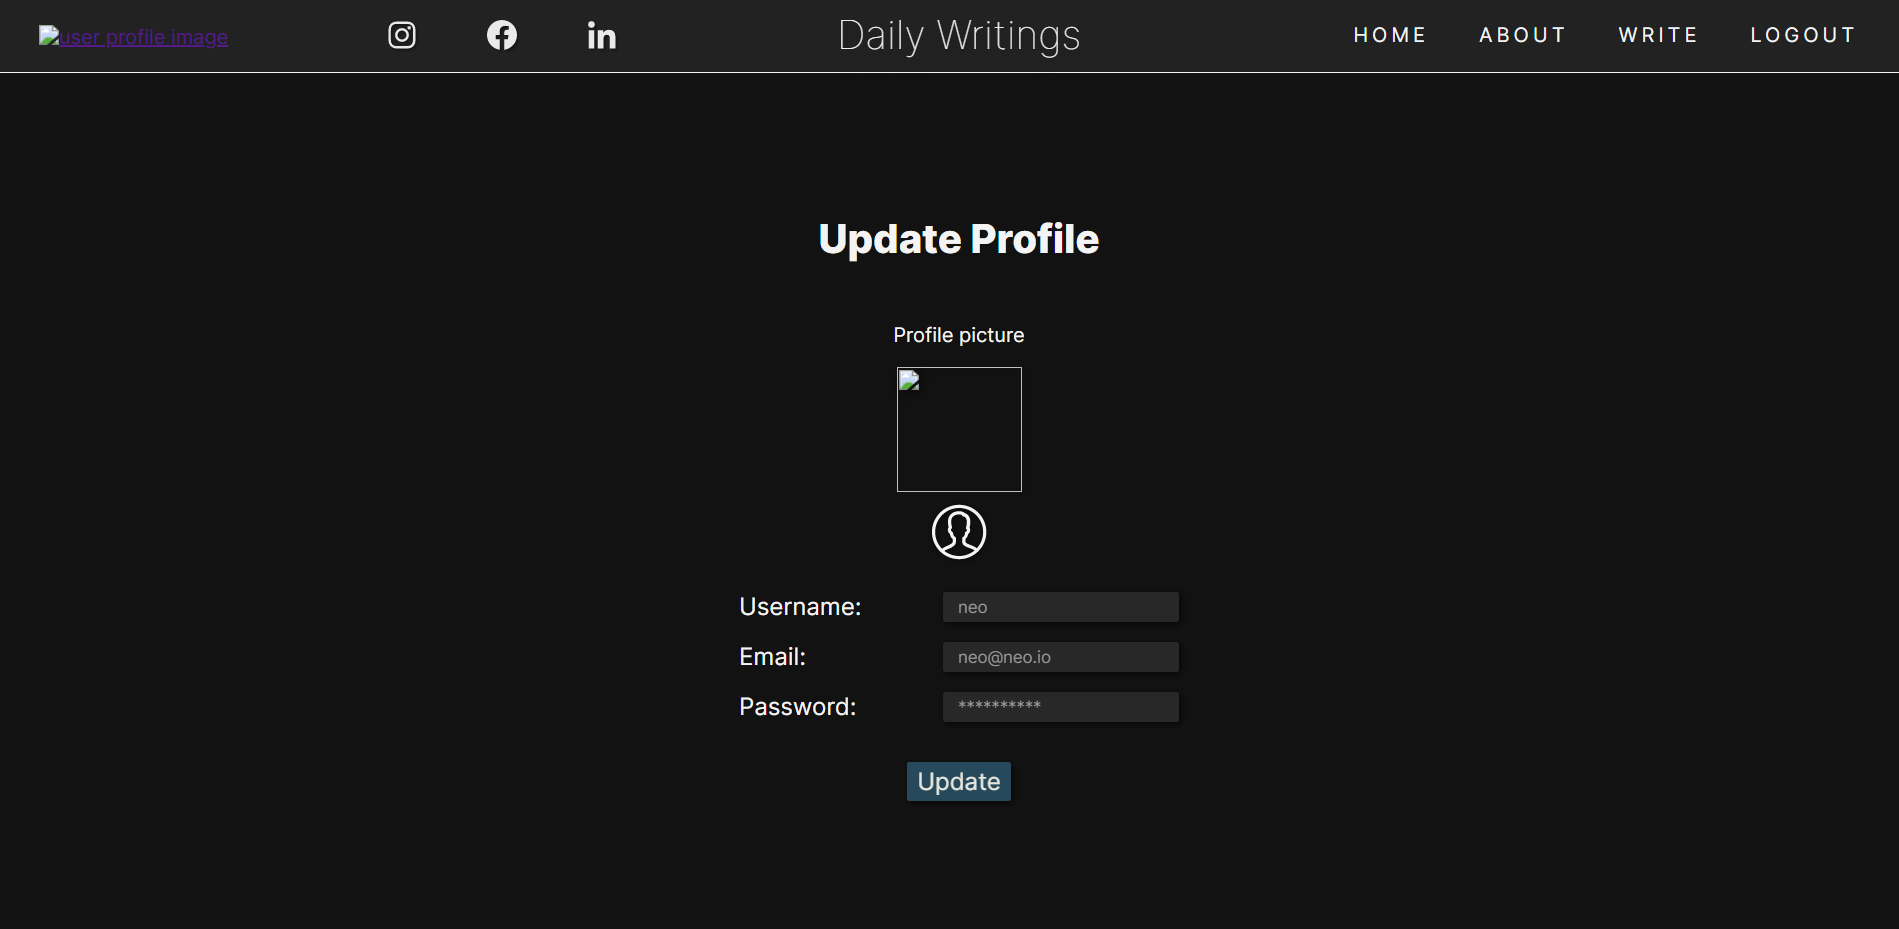 user profile image
Daily Writings
HOME ABOUT WRITE LOGOUT
Update Profile
Profile picture
Username: neo
Email: neo@neo.io
Password: **********
Update